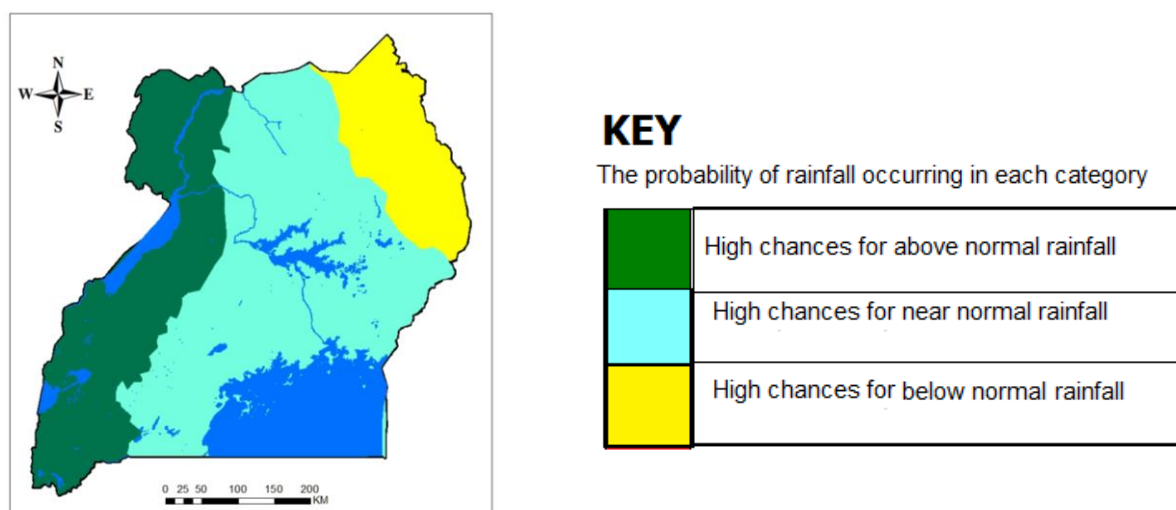 N
W E
S
0 25 50 100 150 200
KM
KEY
The probability of rainfall occurring in each category
High chances for above normal rainfall
High chances for near normal rainfall
High chances for below normal rainfall